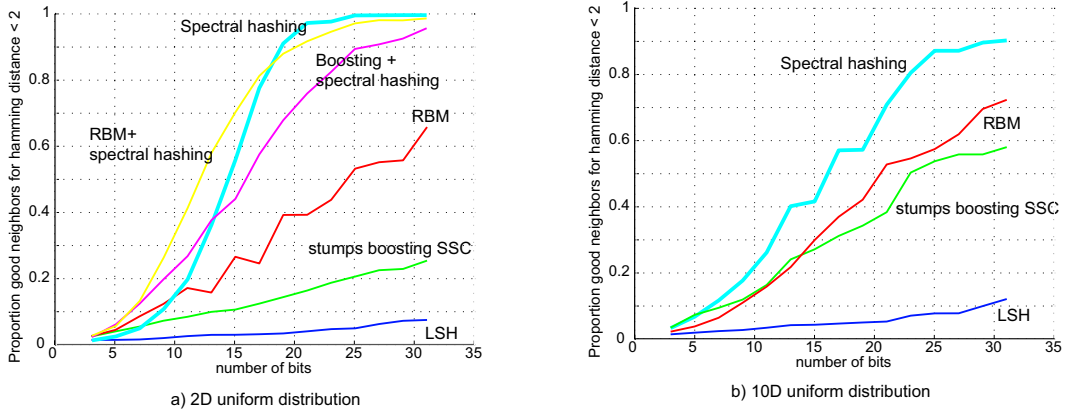 Proportion good neighbors for hamming distance < 2
1
0.8
0.6
0.4
0.2
0
0
5
10
15
20
25
30
35
number of bits
Spectral hashing
Boosting +
spectral hashing
RBM
RBM+
spectral hashing
stumps boosting SSC
LSH
a) 2D uniform distribution
Proportion good neighbors for hamming distance < 2
1
0.8
0.6
0.4
0.2
0
0
5
10
15
20
25
30
35
number of bits
Spectral hashing
RBM
stumps boosting SSC
LSH
b) 10D uniform distribution